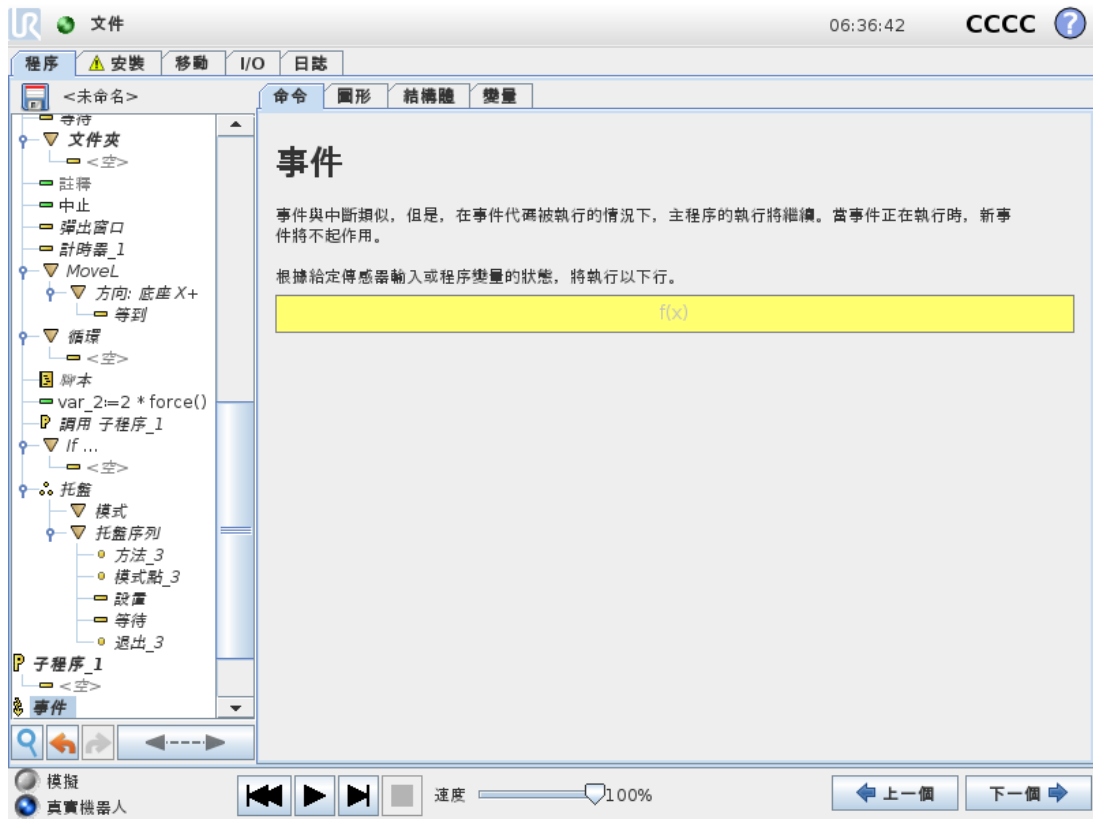 UR 文件 06:36:42 CCCC ?
程序 安裝 移動 I/O 日誌
<未命名>
命令 圖形 結構體 變量
等待
文件夾
<空>
註釋
中止
彈出窗口
計時器_1
MoveL
方向: 底座 X+
等到
循環
<空>
腳本
var_2:=2 * force()
調用 子程序_1
If ...
<空>
托盤
模式
托盤序列
方法_3
模式點_3
設置
等待
退出_3
子程序_1
<空>
事件
事件
事件與中斷類似，但是，在事件代碼被執行的情況下，主程序的執行將繼續。當事件正在執行時，新事
件將不起作用。
根據給定傳感器輸入或程序變量的狀態，將執行以下行。
f(x)
模擬
真實機器人
速度 100%
上一個 下一個